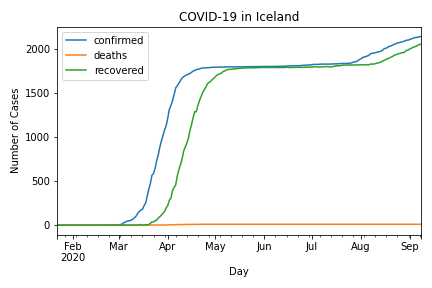 COVID-19 in Iceland
confirmed
deaths
recovered
Number of Cases
2000
1500
1000
500
0
Feb Mar Apr May Jun Jul Aug Sep
2020
Day